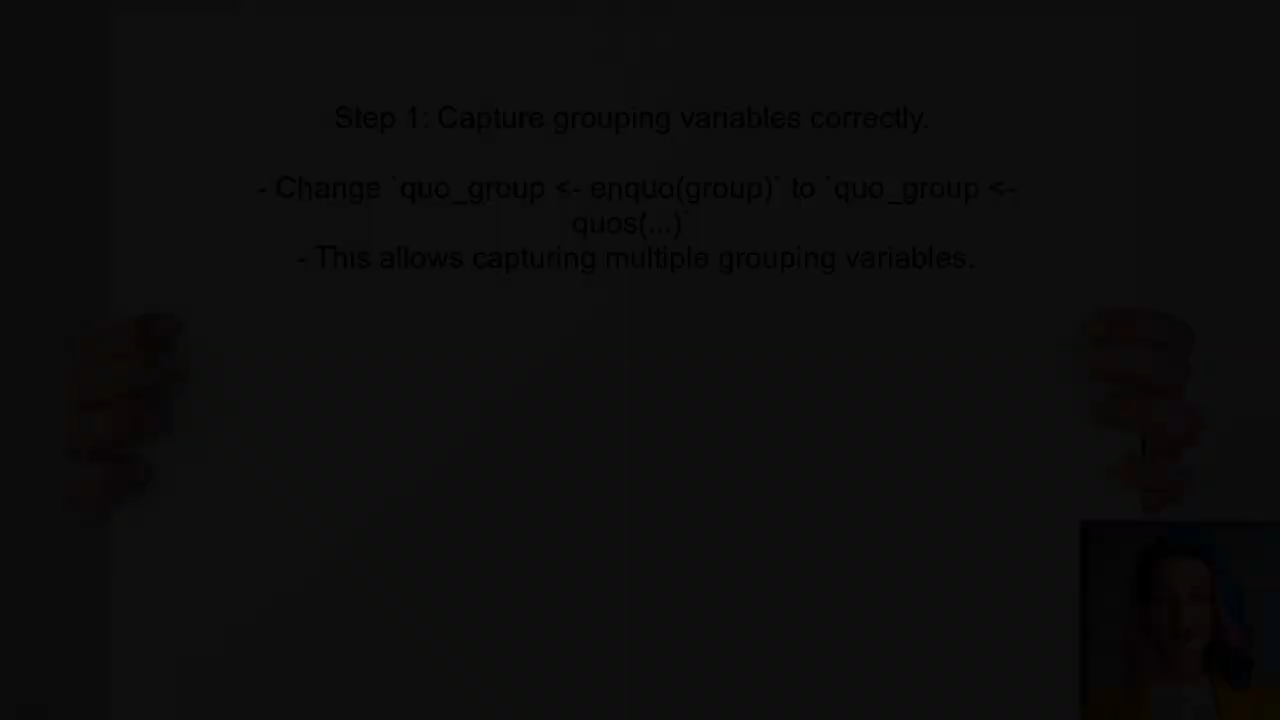 Step 1: Capture grouping variables correctly.
- Change `quo_group <- enquo(group)` to `quo_group <-
quos(...)`
- This allows capturing multiple grouping variables.